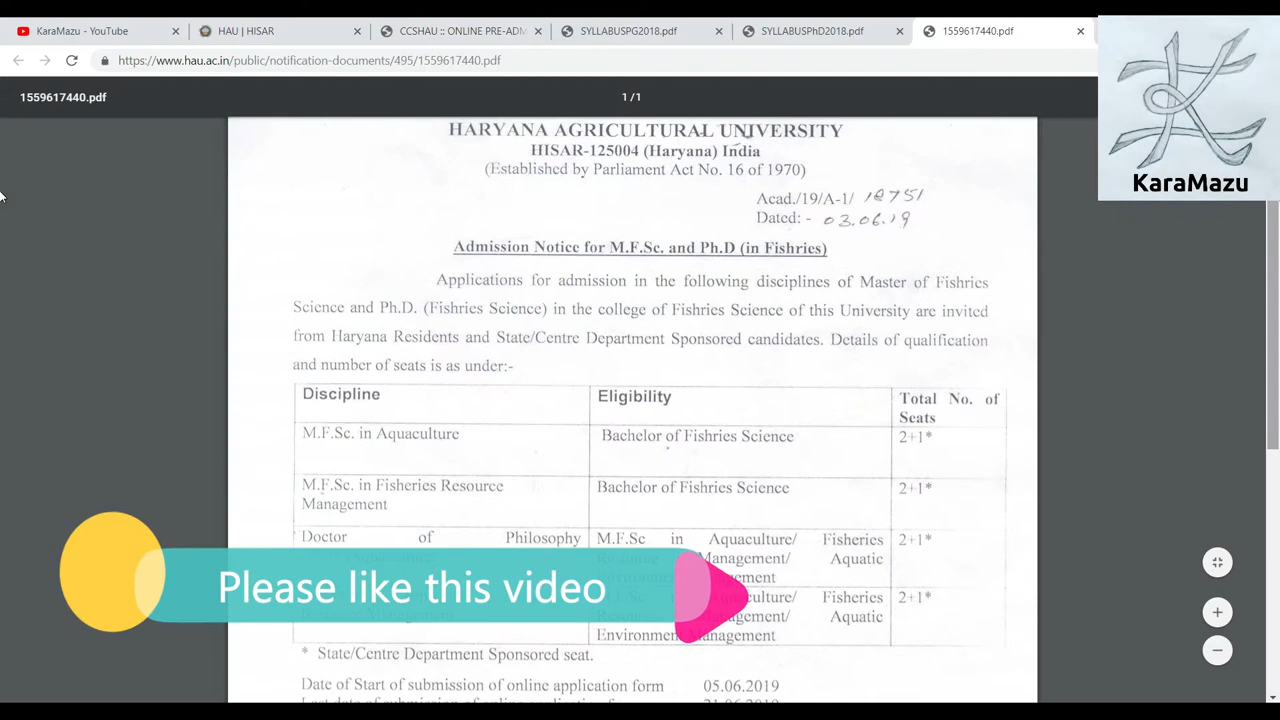 KaraMazu - YouTube
HAU | HISAR
CCSHAU :: ONLINE PRE-ADM
SYLLABUSPG2018.pdf
SYLLABUSPhD2018.pdf
1559617440.pdf
https://www.hau.ac.in/public/notification-documents/495/1559617440.pdf
1559617440.pdf
1/1
KaraMazu
HARYANA AGRICULTURAL UNIVERSITY
HISAR-125004 (Haryana) India
(Established by Parliament Act No. 16 of 1970)
Acad./19/A-1/ 18751
Dated: - 03.06.19
Admission Notice for M.F.Sc. and Ph.D (in Fishries)
Applications for admission in the following disciplines of Master of Fishries
Science and Ph.D. (Fishries Science) in the college of Fishries Science of this University are invited
from Haryana Residents and State/Centre Department Sponsored candidates. Details of qualification
and number of seats is as under:-
Discipline Eligibility Total No. of
Seats
M.F.Sc. in Aquaculture Bachelor of Fishries Science 2+1*
M.F.Sc. in Fisheries Resource Bachelor of Fishries Science 2+1*
Management
Doctor of Philosophy M.F.Sc in Aquaculture/ Fisheries 2+1*
Management/ Aquatic
Fisheries 2+1*
Aquatic
Environment Management
Please like this video
* State/Centre Department Sponsored seat.
Date of Start of submission of online application form 05.06.2019